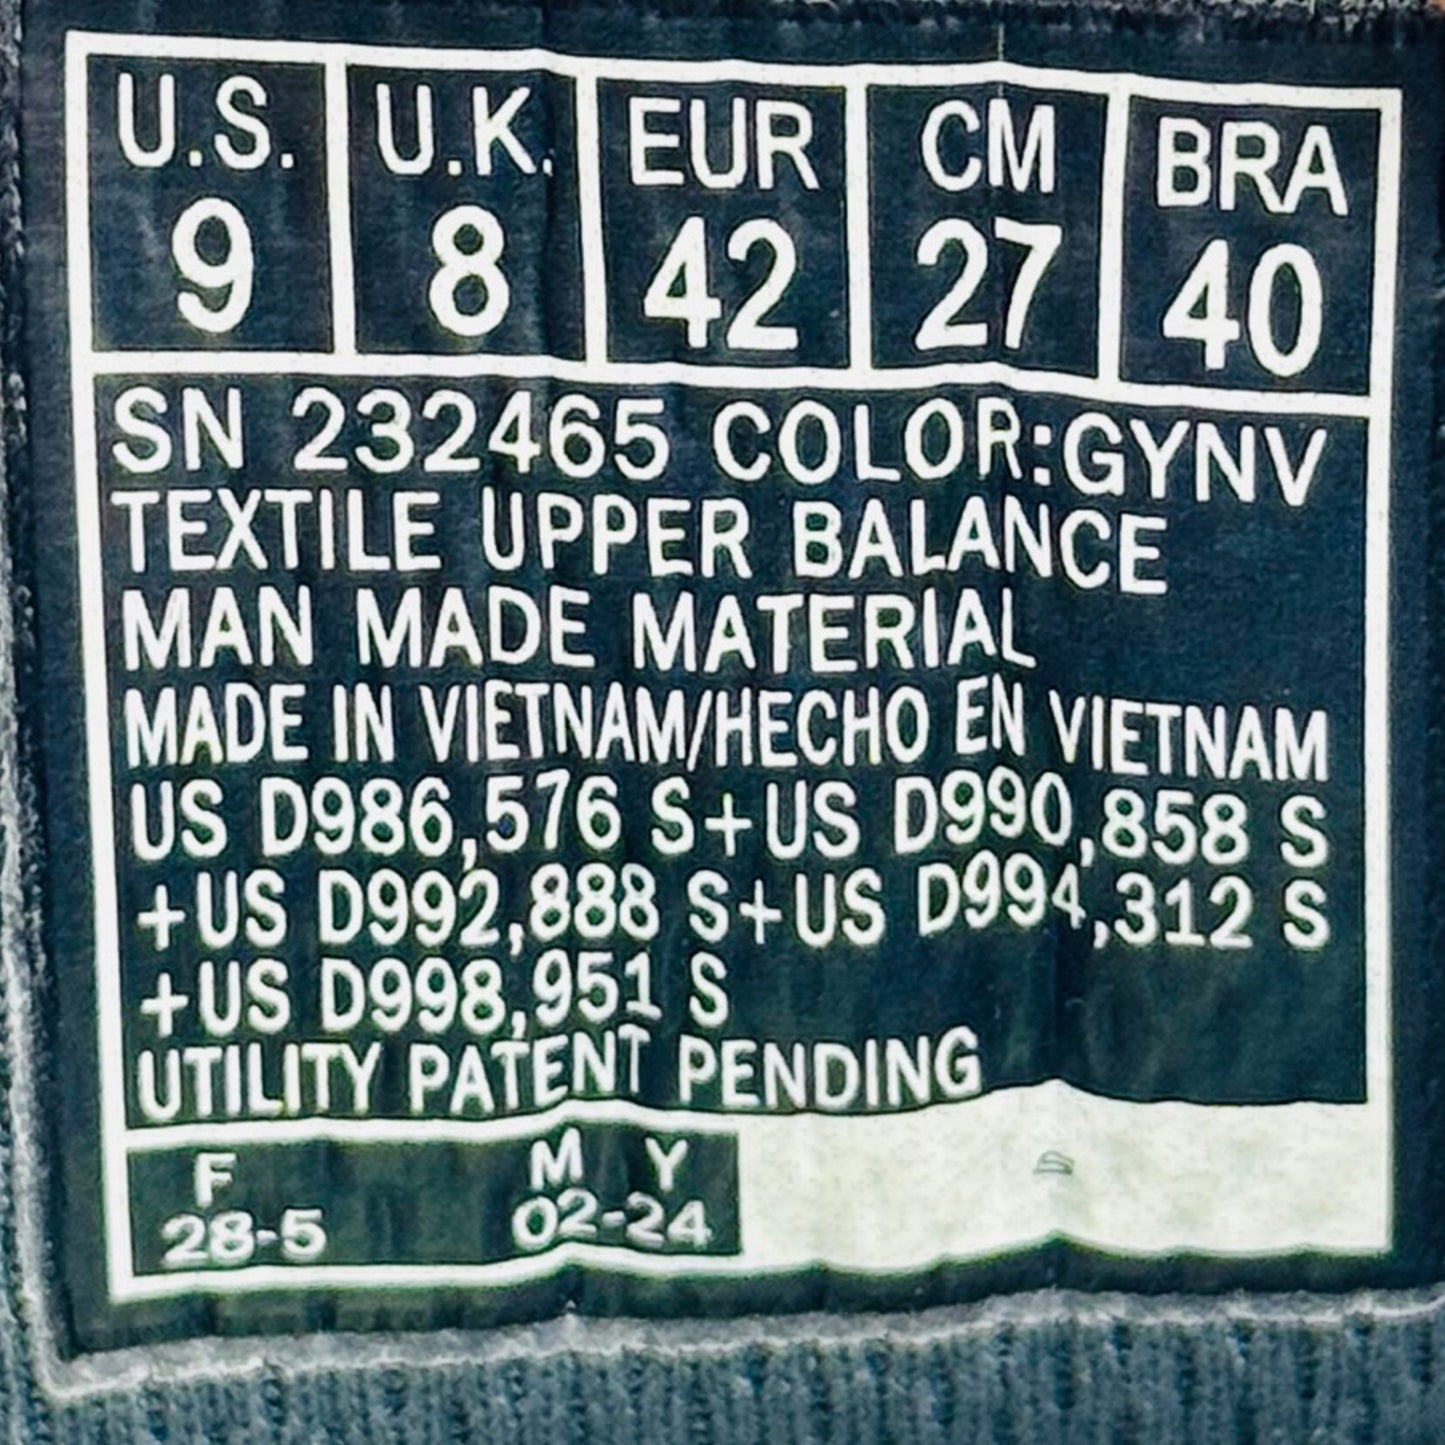 U.S. U.K. EUR CM BRA
9 8 42 27 40
SN 232465 COLOR:GYNV
TEXTILE UPPER BALANCE
MAN MADE MATERIAL
MADE IN VIETNAM/HECHO EN VIETNAM
US D986,576 S+US D990,858 S
+US D992,888 S+US D994,312 S
+US D998,951 S
UTILITY PATENT PENDING
F M Y
28-5 02-24